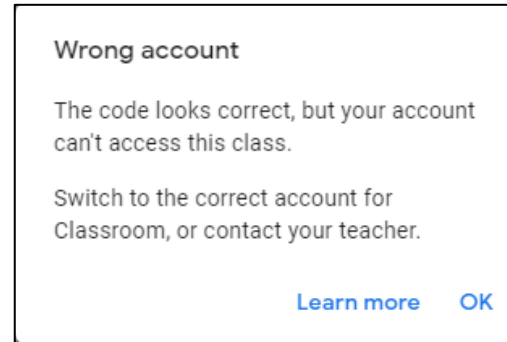 Wrong account
The code looks correct, but your account
can't access this class.
Switch to the correct account for
Classroom, or contact your teacher.
Learn more OK